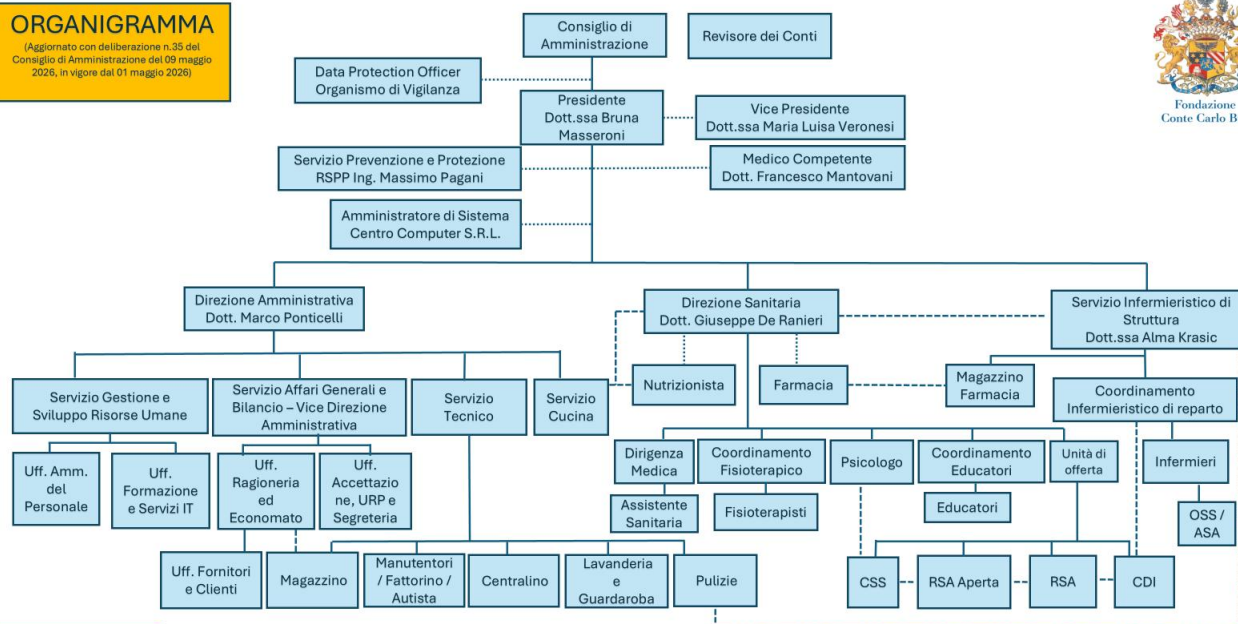 ORGANIGRAMMA
(Aggiornato con deliberazione n.35 del
Consiglio di Amministrazione del 09 maggio
2026, in vigore dal 01 maggio 2026)
Consiglio di
Amministrazione
Revisore dei Conti
Fondazione
Conte Carlo B
Data Protection Officer
Organismo di Vigilanza
Presidente
Dott.ssa Bruna
Masseroni
Vice Presidente
Dott.ssa Maria Luisa Veronesi
Servizio Prevenzione e Protezione
RSPP Ing. Massimo Pagani
Medico Competente
Dott. Francesco Mantovani
Amministratore di Sistema
Centro Computer S.R.L.
Direzione Amministrativa
Dott. Marco Ponticelli
Direzione Sanitaria
Dott. Giuseppe De Ranieri
Servizio Infermieristico di
Struttura
Dott.ssa Alma Krasic
Servizio Gestione e
Sviluppo Risorse Umane
Servizio Affari Generali e
Bilancio – Vice Direzione
Amministrativa
Servizio
Tecnico
Servizio
Cucina
Nutrizionista
Farmacia
Magazzino
Farmacia
Coordinamento
Infermieristico di reparto
Uff. Amm.
del
Personale
Uff.
Formazione
e Servizi IT
Uff.
Ragioneria
ed
Economato
Uff.
Accettazio
ne, URP e
Segreteria
Dirigenza
Medica
Coordinamento
Fisioterapico
Psicologo
Coordinamento
Educatori
Unità di
offerta
Infermieri
Assistente
Sanitaria
Fisioterapisti
Educatori
OSS /
ASA
Uff. Fornitori
e Clienti
Magazzino
Manutentori
/ Fattorino /
Autista
Centralino
Lavanderia
e
Guardaroba
Pulizie
CSS
RSA Aperta
RSA
CDI